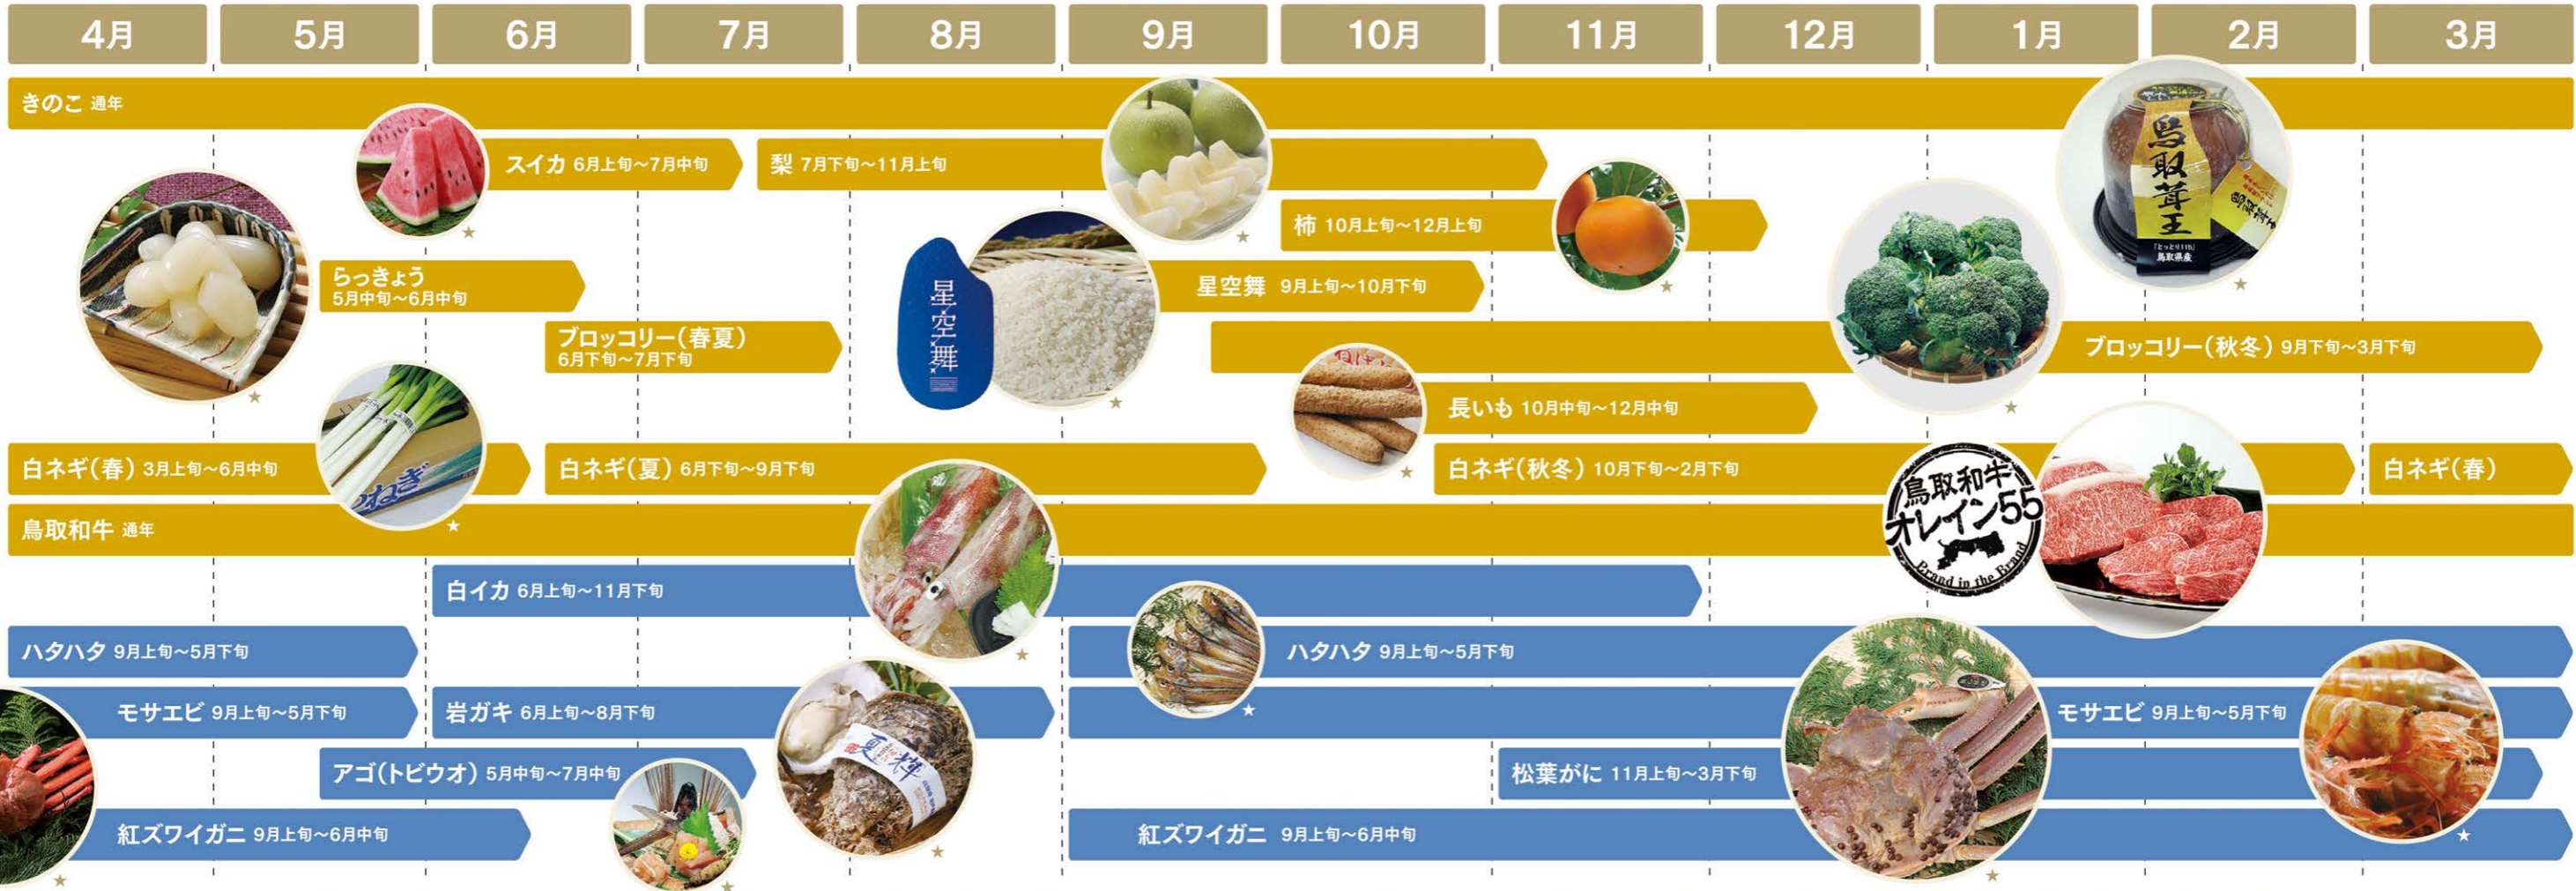 4月
5月
6月
7月
8月
9月
10月
11月
12月
1月
2月
3月
きのこ 通年
スイカ 6月上旬～7月中旬
梨 7月下旬～11月上旬
柿 10月上旬～12月上旬
らっきょう
5月中旬～6月中旬
星空舞 9月上旬～10月下旬
星空舞
ブロッコリー(春夏)
6月下旬～7月下旬
ブロッコリー(秋冬) 9月下旬～3月下旬
鳥取茸王
「とっとり115」
鳥取県産
鳥取茸王
長いも 10月中旬～12月中旬
白ネギ(春) 3月上旬～6月中旬
ねぎ
白ネギ(夏) 6月下旬～9月下旬
白ネギ(秋冬) 10月下旬～2月下旬
白ネギ(春)
鳥取和牛 通年
鳥取和牛
オレイン55
Brand in the Brand
白イカ 6月上旬～11月下旬
ハタハタ 9月上旬～5月下旬
ハタハタ 9月上旬～5月下旬
モサエビ 9月上旬～5月下旬
岩ガキ 6月上旬～8月下旬
夏輝
モサエビ 9月上旬～5月下旬
アゴ(トビウオ) 5月中旬～7月中旬
松葉がに 11月上旬～3月下旬
紅ズワイガニ 9月上旬～6月中旬
紅ズワイガニ 9月上旬～6月中旬